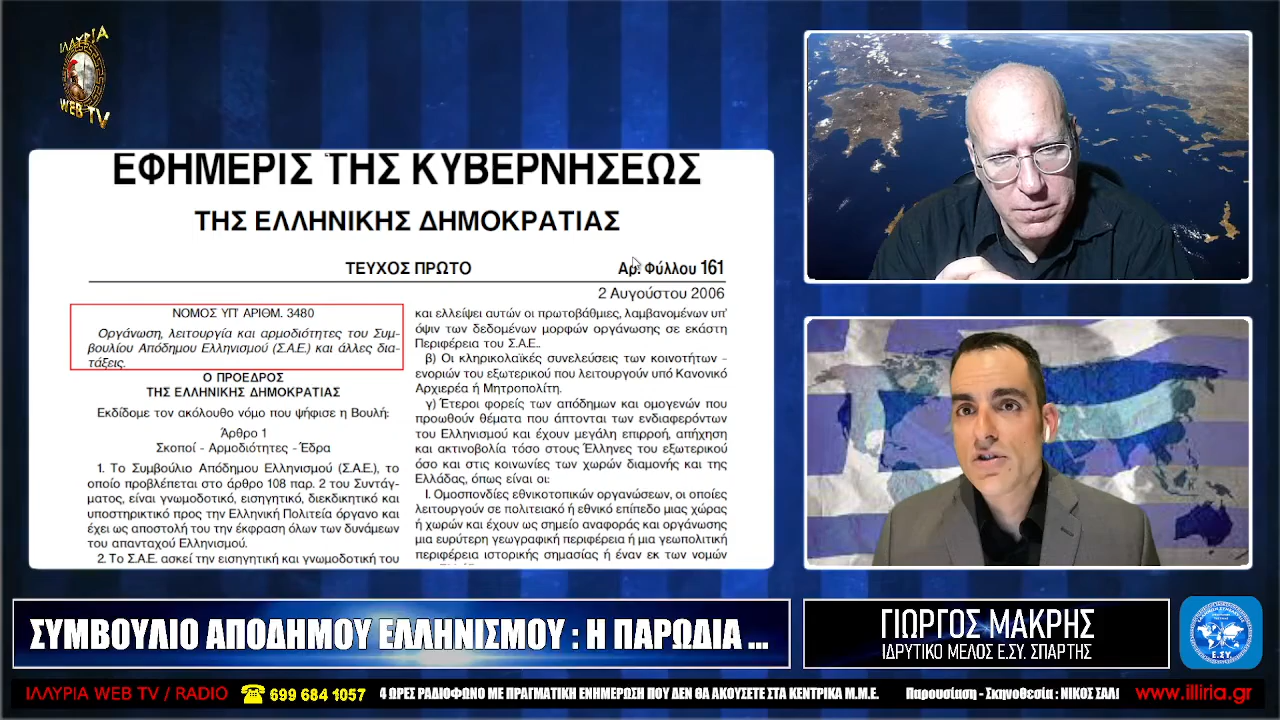 ΙΛΛΥΡΙΑ
WEB TV
ΕΦΗΜΕΡΙΣ ΤΗΣ ΚΥΒΕΡΝΗΣΕΩΣ
ΤΗΣ ΕΛΛΗΝΙΚΗΣ ΔΗΜΟΚΡΑΤΙΑΣ
ΤΕΥΧΟΣ ΠΡΩΤΟ
Αρ. Φύλλου 161
2 Αυγούστου 2006
ΝΟΜΟΣ ΥΠ' ΑΡΙΘΜ. 3480
Οργάνωση, λειτουργία και αρμοδιότητες του Συμ-
βουλίου Απόδημου Ελληνισμού (Σ.Α.Ε.) και άλλες δια-
τάξεις.
Ο ΠΡΟΕΔΡΟΣ
ΤΗΣ ΕΛΛΗΝΙΚΗΣ ΔΗΜΟΚΡΑΤΙΑΣ
Εκδίδομε τον ακόλουθο νόμο που ψήφισε η Βουλή:
Άρθρο 1
Σκοποί - Αρμοδιότητες - Έδρα
1. Το Συμβούλιο Απόδημου Ελληνισμού (Σ.Α.Ε.), το
οποίο προβλέπεται στο άρθρο 108 παρ. 2 του Συντάγ-
ματος, είναι γνωμοδοτικό, εισηγητικό, διεκδικητικό και
υποστηρικτικό προς την Ελληνική Πολιτεία όργανο και
έχει ως αποστολή του την έκφραση όλων των δυνάμεων
του απανταχού Ελληνισμού.
2. Το Σ.Α.Ε. ασκεί την εισηγητική και γνωμοδοτική του
και ελλείψει αυτών οι πρωτοβάθμιες, λαμβανομένων υπ'
όψιν των δεδομένων μορφών οργάνωσης σε εκάστη
Περιφέρεια του Σ.Α.Ε..
β) Οι κληρικολαϊκές συνελεύσεις των κοινοτήτων -
ενοριών του εξωτερικού που λειτουργούν υπό Κανονικό
Αρχιερέα ή Μητροπολίτη.
γ) Έτεροι φορείς των απόδημων και ομογενών που
προωθούν θέματα που άπτονται των ενδιαφερόντων
του Ελληνισμού και έχουν μεγάλη επιρροή, απήχηση
και ακτινοβολία τόσο στους Έλληνες του εξωτερικού
όσο και στις κοινωνίες των χωρών διαμονής και της
Ελλάδας, όπως είναι οι:
Ι. Ομοσπονδίες εθνικοτοπικών οργανώσεων, οι οποίες
λειτουργούν σε πολιτειακό ή εθνικό επίπεδο μιας χώρας
ή χωρών και έχουν ως σημείο αναφοράς και οργάνωσης
μια ευρύτερη γεωγραφική περιφέρεια ή μια γεωπολιτική
περιφέρεια ιστορικής σημασίας ή έναν εκ των νομών
ΣΥΜΒΟΥΛΙΟ ΑΠΟΔΗΜΟΥ ΕΛΛΗΝΙΣΜΟΥ : Η ΠΑΡΩΔΙΑ ...
ΓΙΩΡΓΟΣ ΜΑΚΡΗΣ
ΙΔΡΥΤΙΚΟ ΜΕΛΟΣ Ε.ΣΥ. ΣΠΑΡΤΗΣ
Ε.ΣΥ.
ΙΛΛΥΡΙΑ WEB TV / RADIO 699 684 1057 4 ΩΡΕΣ ΡΑΔΙΟΦΩΝΟ ΜΕ ΠΡΑΓΜΑΤΙΚΗ ΕΝΗΜΕΡΩΣΗ ΠΟΥ ΔΕΝ ΘΑ ΑΚΟΥΣΕΤΕ ΣΤΑ ΚΕΝΤΡΙΚΑ Μ.Μ.Ε. Παρουσίαση - Σκηνοθεσία : ΝΙΚΟΣ ΣΑΛ www.illiria.gr